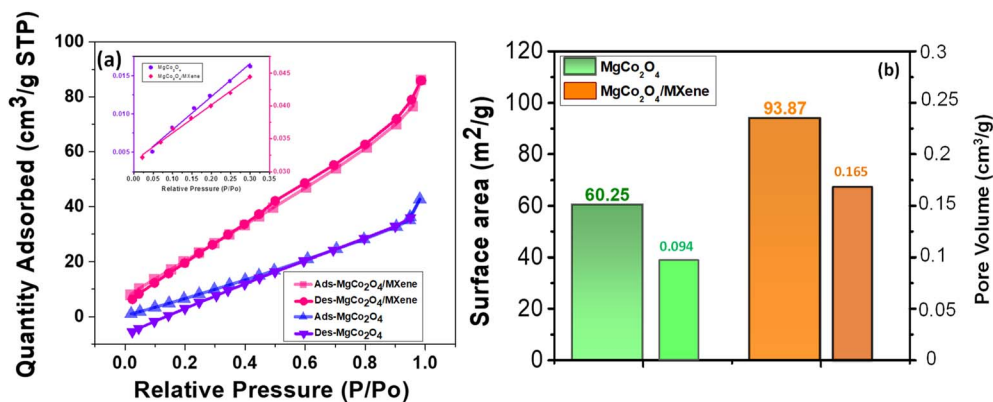 (a)
Quantity Adsorbed (cm³/g STP)
100
80
60
40
20
0
0.0 0.2 0.4 0.6 0.8 1.0
Relative Pressure (P/Po)
MgCo₂O₄
MgCo₂O₄/MXene
0.015
0.010
0.005
0.045
0.040
0.035
0.030
0.00 0.05 0.10 0.15 0.20 0.25 0.30 0.35
Relative Pressure (P/Po)
Ads-MgCo₂O₄/MXene
Des-MgCo₂O₄/MXene
Ads-MgCo₂O₄
Des-MgCo₂O₄
(b)
Surface area (m²/g)
120
100
80
60
40
20
0
MgCo₂O₄
MgCo₂O₄/MXene
60.25
0.094
93.87
0.165
0.3
0.25
0.2
0.15
0.1
0.05
0
Pore Volume (cm³/g)